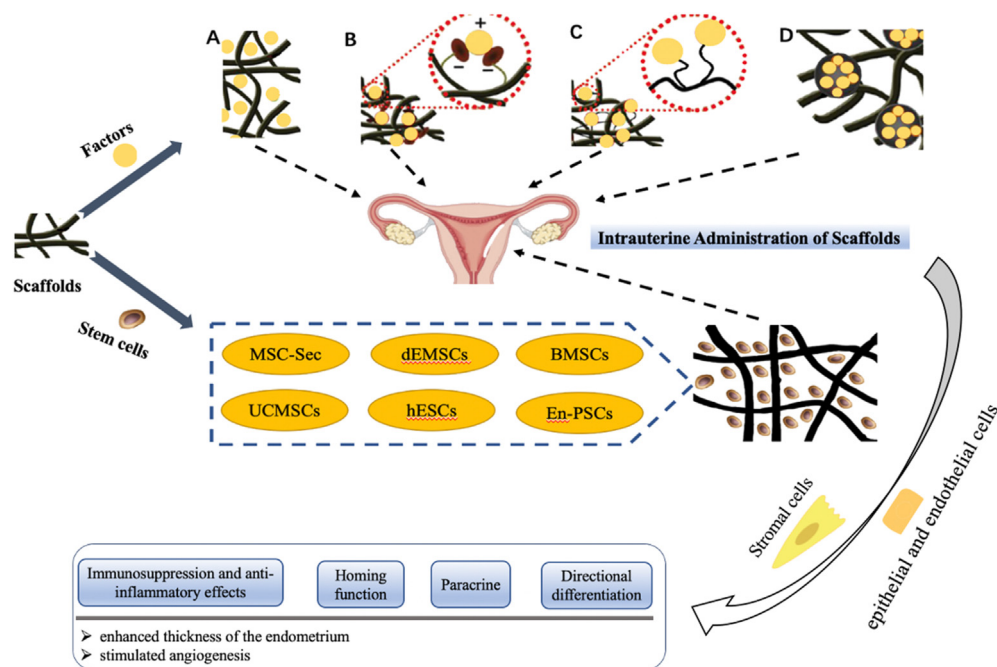 A
B
C
D
+
− −
Factors
Scaffolds
Stem cells
Intrauterine Administration of Scaffolds
MSC-Sec
dEMSCs
BMSCs
UCMSCs
hESCs
En-PSCs
Stromal cells
epithelial and endothelial cells
Immunosuppression and anti-
inflammatory effects
Homing
function
Paracrine
Directional
differentiation
➢ enhanced thickness of the endometrium
➢ stimulated angiogenesis